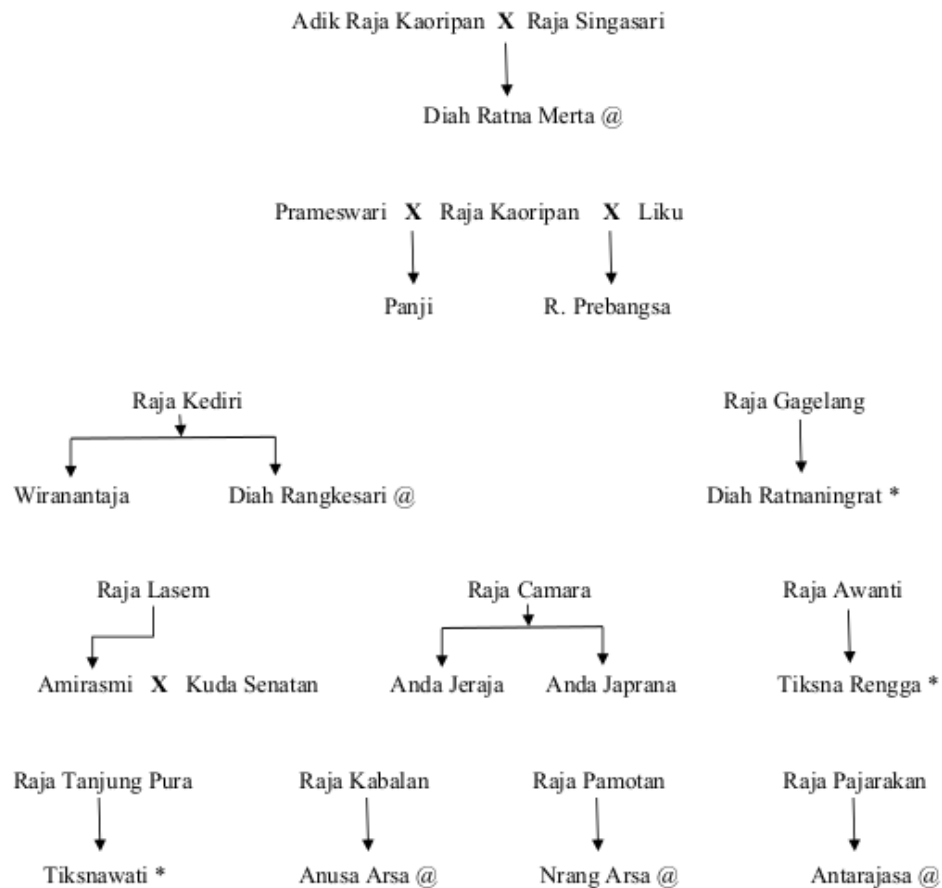 Adik Raja Kaoripan X Raja Singasari
Diah Ratna Merta @
Prameswari X Raja Kaoripan X Liku
Panji R. Prebangsa
Raja Kediri Raja Gagelang
Wiranantaja Diah Rangkesari @ Diah Ratnaningrat *
Raja Lasem Raja Camara Raja Awanti
Amirasmi X Kuda Senatan Anda Jeraja Anda Japrana Tiksna Rengga *
Raja Tanjung Pura Raja Kabalan Raja Pamotan Raja Pajarakan
Tiksnawati * Anusa Arsa @ Nrang Arsa @ Antarajasa @